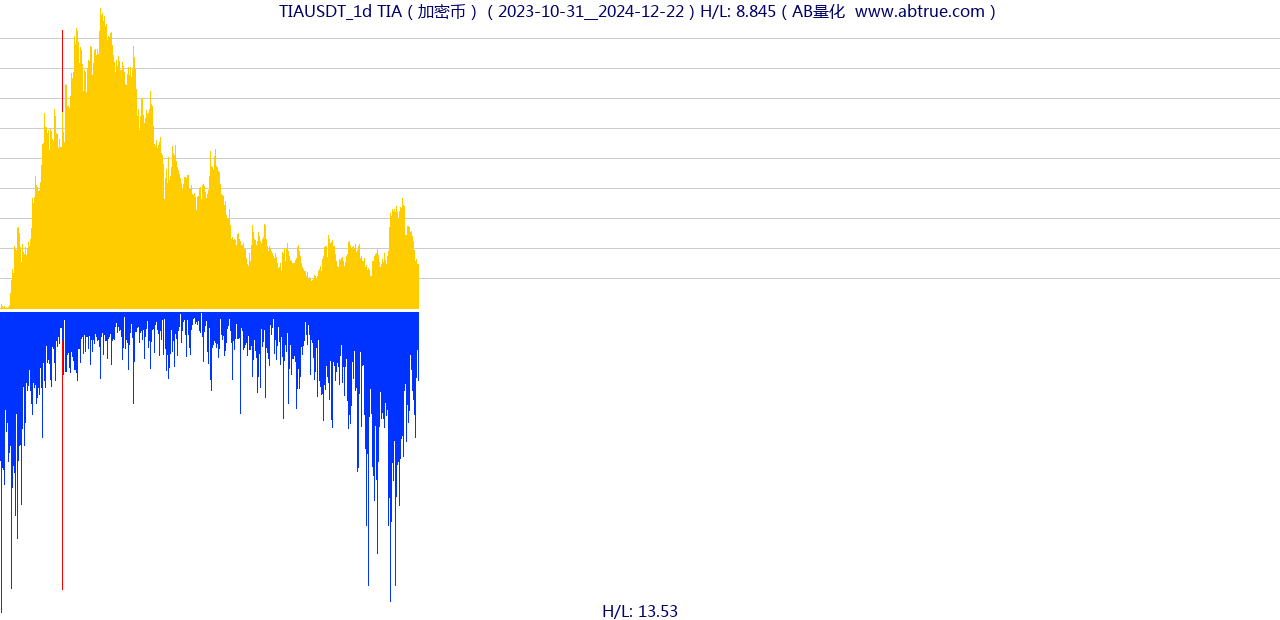 TIAUSDT_1d TIA（加密币）（2023-10-31__2024-12-22）H/L: 8.845（AB量化  www.abtrue.com）
H/L: 13.53